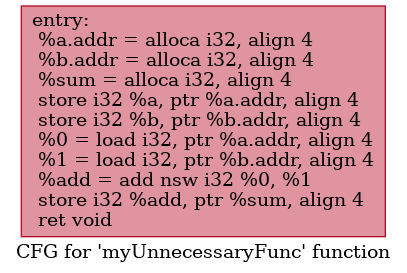 entry:
%a.addr = alloca i32, align 4
%b.addr = alloca i32, align 4
%sum = alloca i32, align 4
store i32 %a, ptr %a.addr, align 4
store i32 %b, ptr %b.addr, align 4
%0 = load i32, ptr %a.addr, align 4
%1 = load i32, ptr %b.addr, align 4
%add = add nsw i32 %0, %1
store i32 %add, ptr %sum, align 4
ret void
CFG for 'myUnnecessaryFunc' function